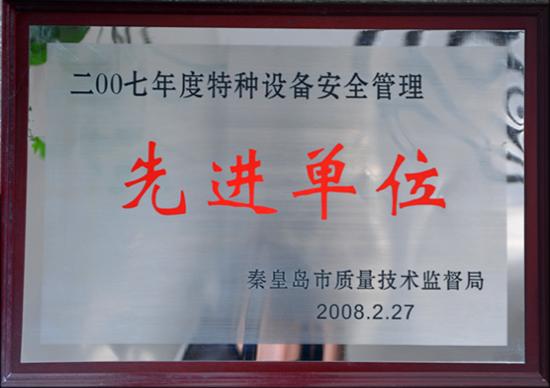 二00七年度特种设备安全管理
先进单位
秦皇岛市质量技术监督局
2008.2.27